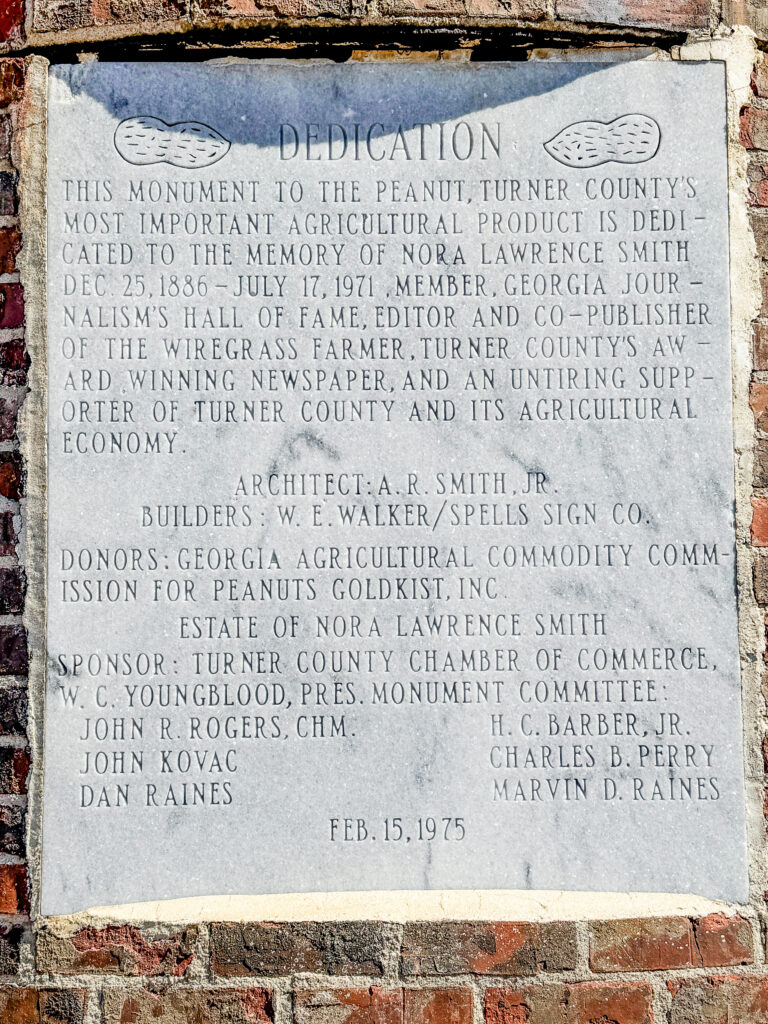 DEDICATION
THIS MONUMENT TO THE PEANUT, TURNER COUNTY'S
MOST IMPORTANT AGRICULTURAL PRODUCT IS DEDI-
CATED TO THE MEMORY OF NORA LAWRENCE SMITH
DEC. 25, 1886 - JULY 17, 1971 , MEMBER, GEORGIA JOUR-
NALISM'S HALL OF FAME, EDITOR AND CO-PUBLISHER
OF THE WIREGRASS FARMER, TURNER COUNTY'S AW-
ARD WINNING NEWSPAPER, AND AN UNTIRING SUPP-
ORTER OF TURNER COUNTY AND ITS AGRICULTURAL
ECONOMY.
ARCHITECT: A. R. SMITH, JR.
BUILDERS: W. E. WALKER/SPELLS SIGN CO.
DONORS: GEORGIA AGRICULTURAL COMMODITY COMM-
ISSION FOR PEANUTS GOLDKIST, INC.
ESTATE OF NORA LAWRENCE SMITH
SPONSOR: TURNER COUNTY CHAMBER OF COMMERCE,
W. C. YOUNGBLOOD, PRES. MONUMENT COMMITTEE:
JOHN R. ROGERS, CHM. H. C. BARBER, JR.
JOHN KOVAC CHARLES B. PERRY
DAN RAINES MARVIN D. RAINES
FEB. 15, 1975